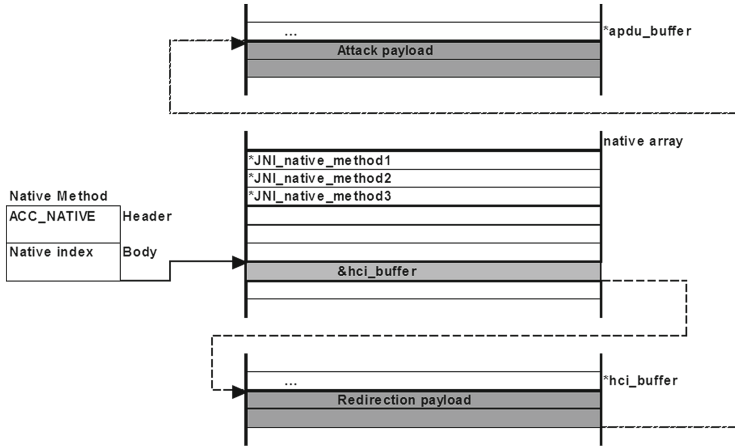 ... *apdu_buffer
Attack payload
native array
*JNI_native_method1
*JNI_native_method2
*JNI_native_method3
Native Method
ACC_NATIVE Header
Native index Body
&hci_buffer
... *hci_buffer
Redirection payload